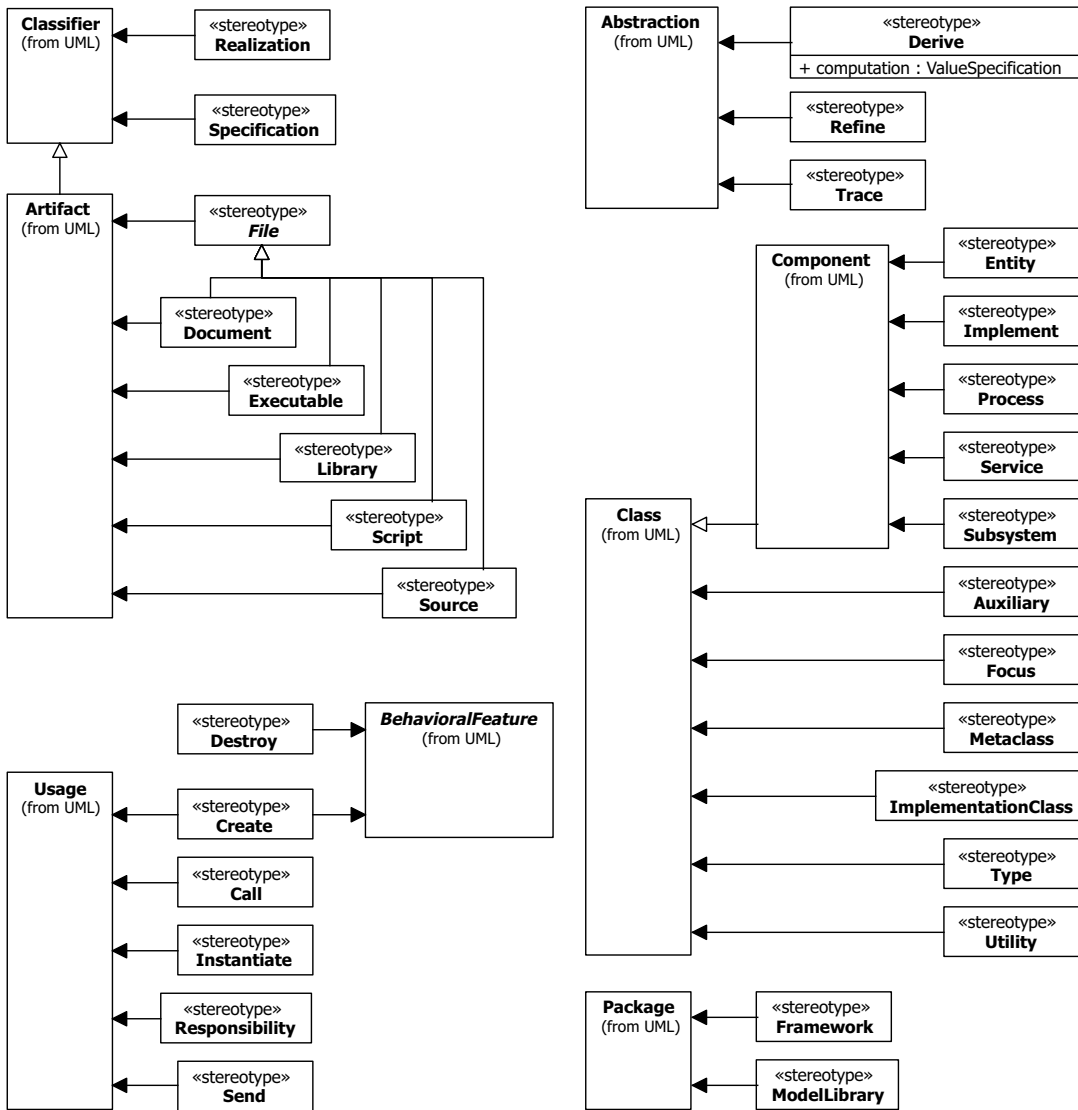 Classifier
(from UML)
«stereotype»
Realization
«stereotype»
Specification
Artifact
(from UML)
«stereotype»
File
«stereotype»
Document
«stereotype»
Executable
«stereotype»
Library
«stereotype»
Script
«stereotype»
Source
«stereotype»
Destroy
BehavioralFeature
(from UML)
Usage
(from UML)
«stereotype»
Create
«stereotype»
Call
«stereotype»
Instantiate
«stereotype»
Responsibility
«stereotype»
Send
Abstraction
(from UML)
«stereotype»
Derive
+ computation : ValueSpecification
«stereotype»
Refine
«stereotype»
Trace
Component
(from UML)
«stereotype»
Entity
«stereotype»
Implement
«stereotype»
Process
«stereotype»
Service
«stereotype»
Subsystem
Class
(from UML)
«stereotype»
Auxiliary
«stereotype»
Focus
«stereotype»
Metaclass
«stereotype»
ImplementationClass
«stereotype»
Type
«stereotype»
Utility
Package
(from UML)
«stereotype»
Framework
«stereotype»
ModelLibrary